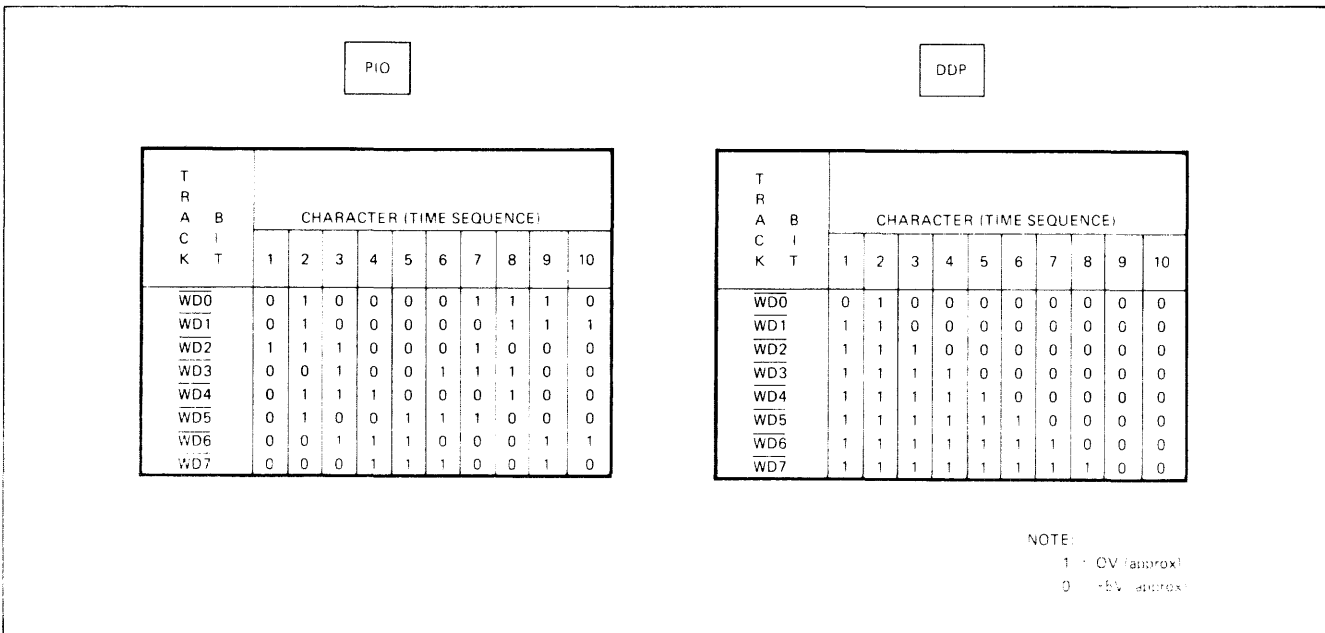 PIO
TRACK BIT CHARACTER (TIME SEQUENCE)
1 2 3 4 5 6 7 8 9 10
WD0 0 1 0 0 0 0 1 1 1 0
WD1 0 1 0 0 0 0 0 1 1 1
WD2 1 1 1 0 0 0 1 0 0 0
WD3 0 0 1 0 0 1 1 1 0 0
WD4 0 1 1 1 0 0 0 1 0 0
WD5 0 1 0 0 1 1 1 0 0 0
WD6 0 0 1 1 1 0 0 0 1 1
WD7 0 0 0 1 1 1 0 0 1 0
DDP
TRACK BIT CHARACTER (TIME SEQUENCE)
1 2 3 4 5 6 7 8 9 10
WD0 0 1 0 0 0 0 0 0 0 0
WD1 1 1 0 0 0 0 0 0 0 0
WD2 1 1 1 0 0 0 0 0 0 0
WD3 1 1 1 1 0 0 0 0 0 0
WD4 1 1 1 1 1 0 0 0 0 0
WD5 1 1 1 1 1 1 0 0 0 0
WD6 1 1 1 1 1 1 1 0 0 0
WD7 1 1 1 1 1 1 1 1 0 0
NOTE:
1 0V (approx)
0 5V (approx)